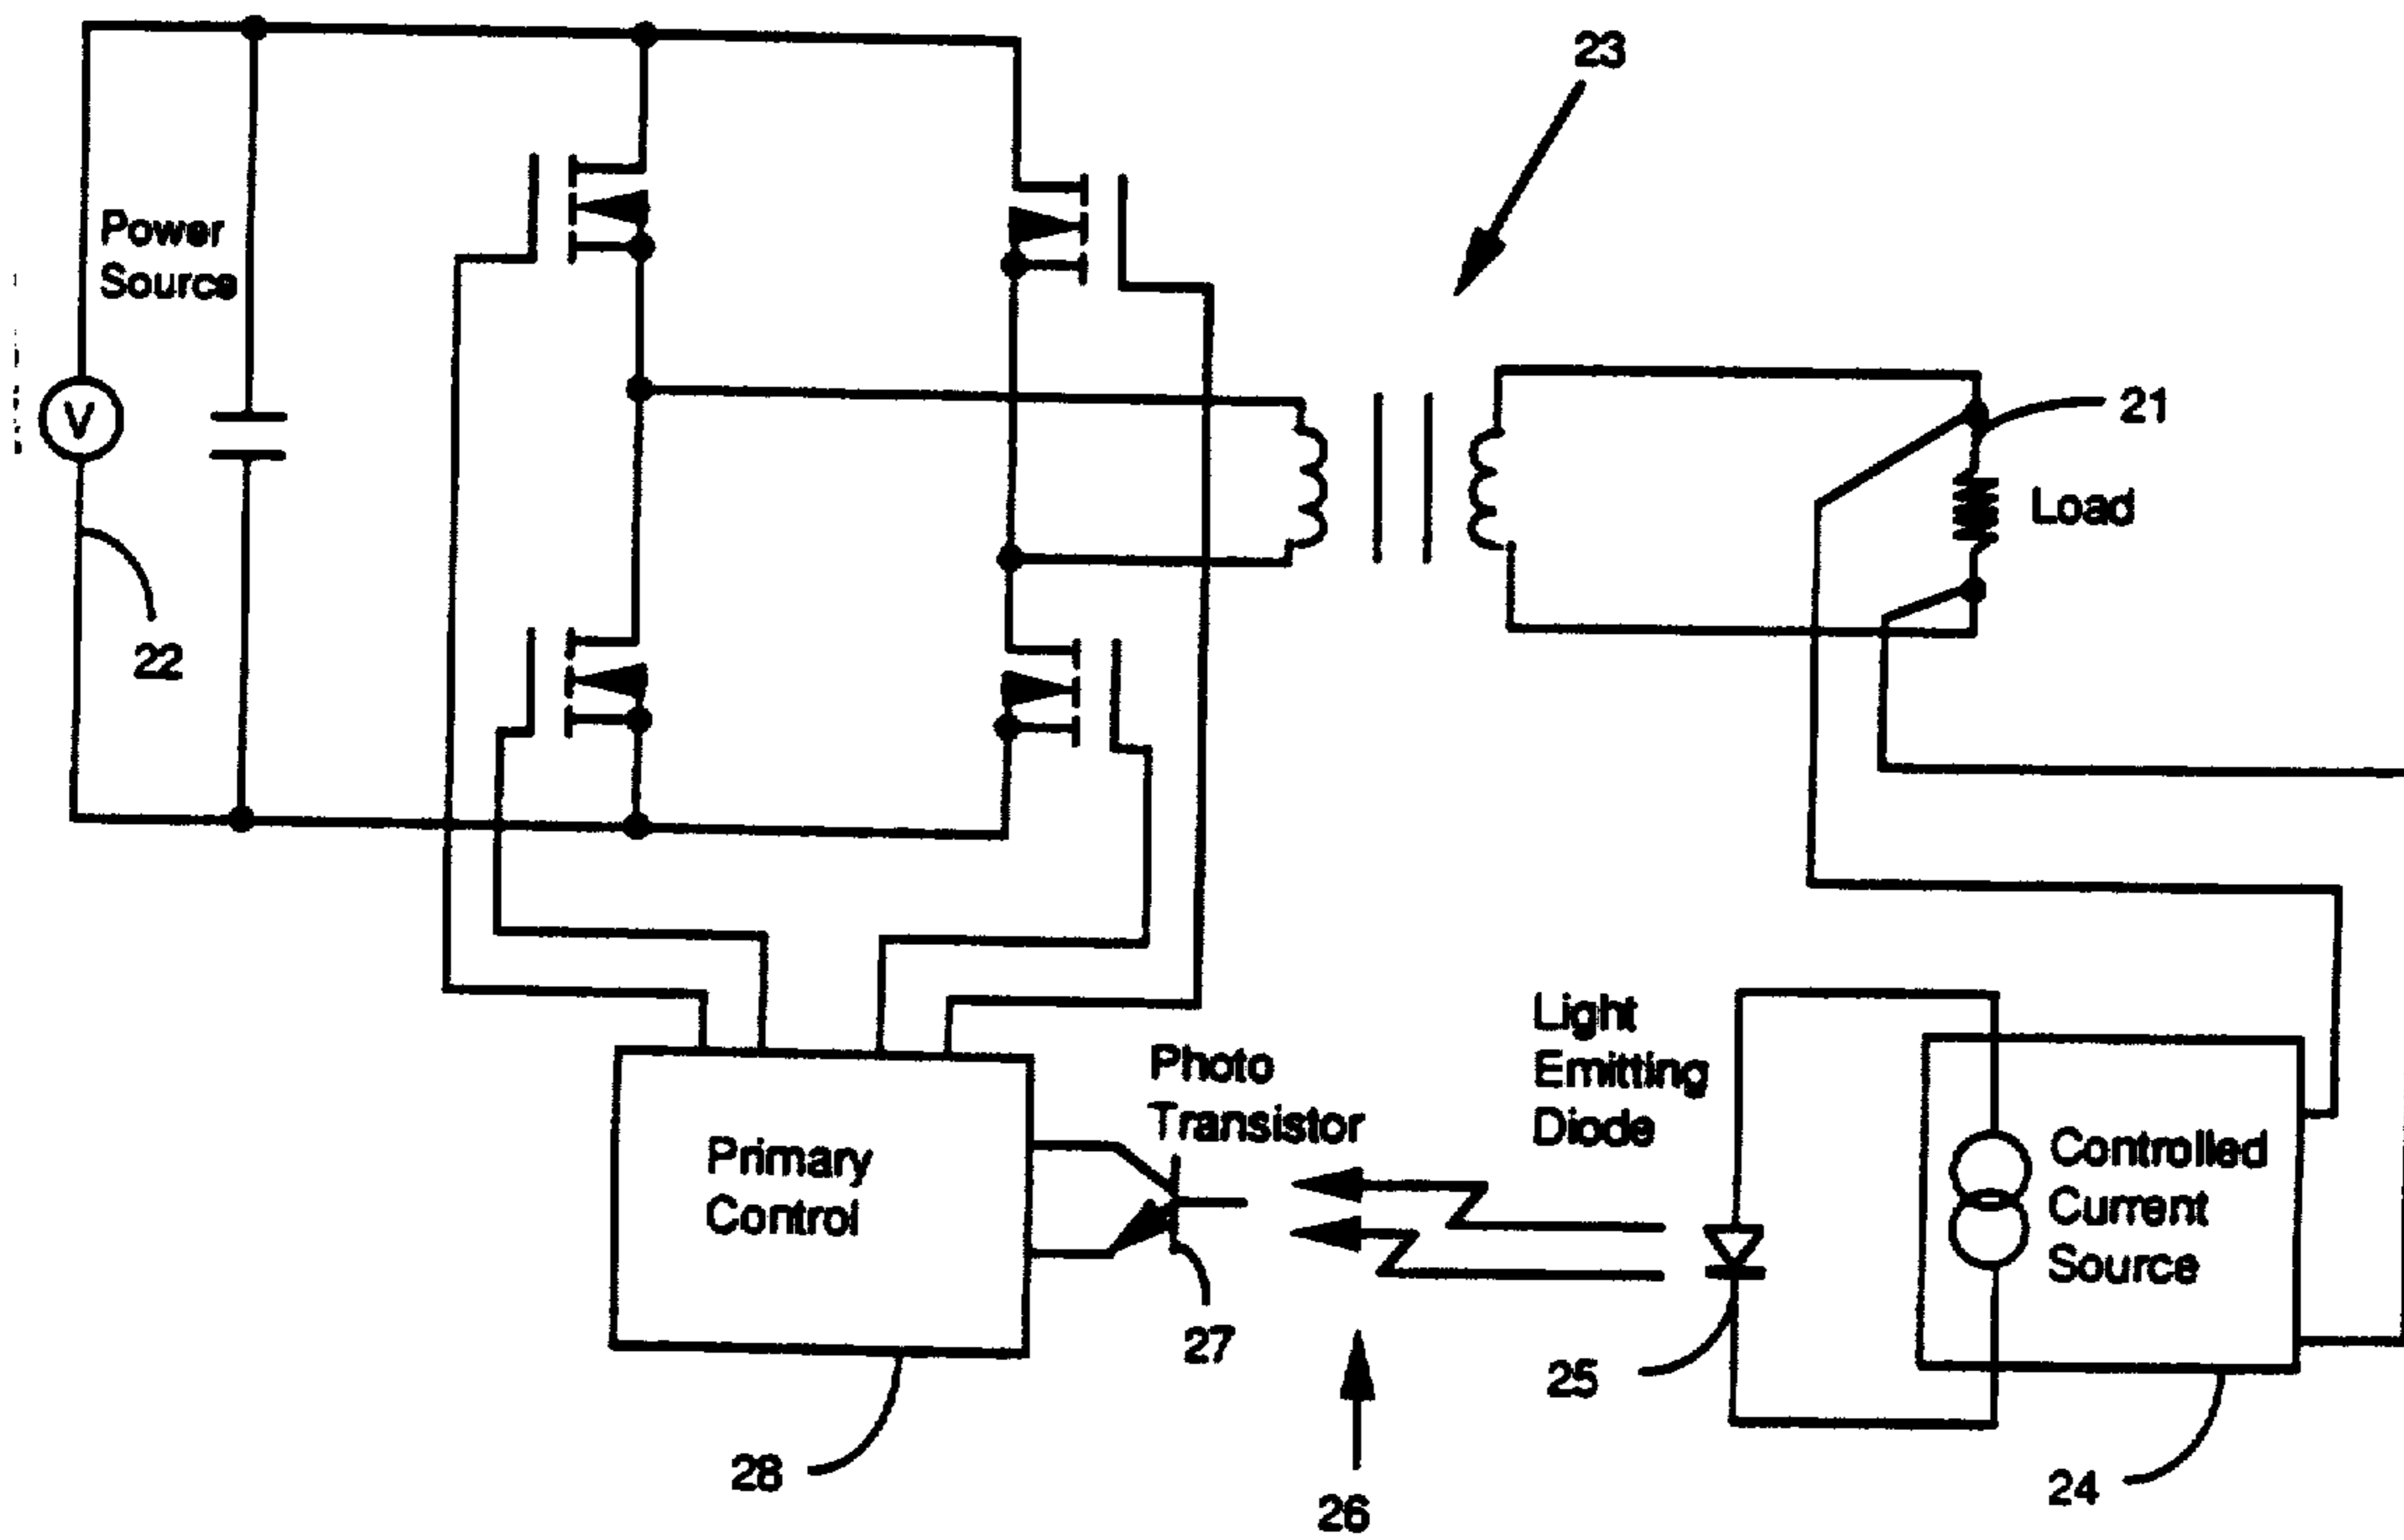 23
Power
Source
V
21
Load
22
Light
Emitting
Diode
Photo
Transistor
Primary
Control
Controlled
Current
Source
27
25
28
26
24